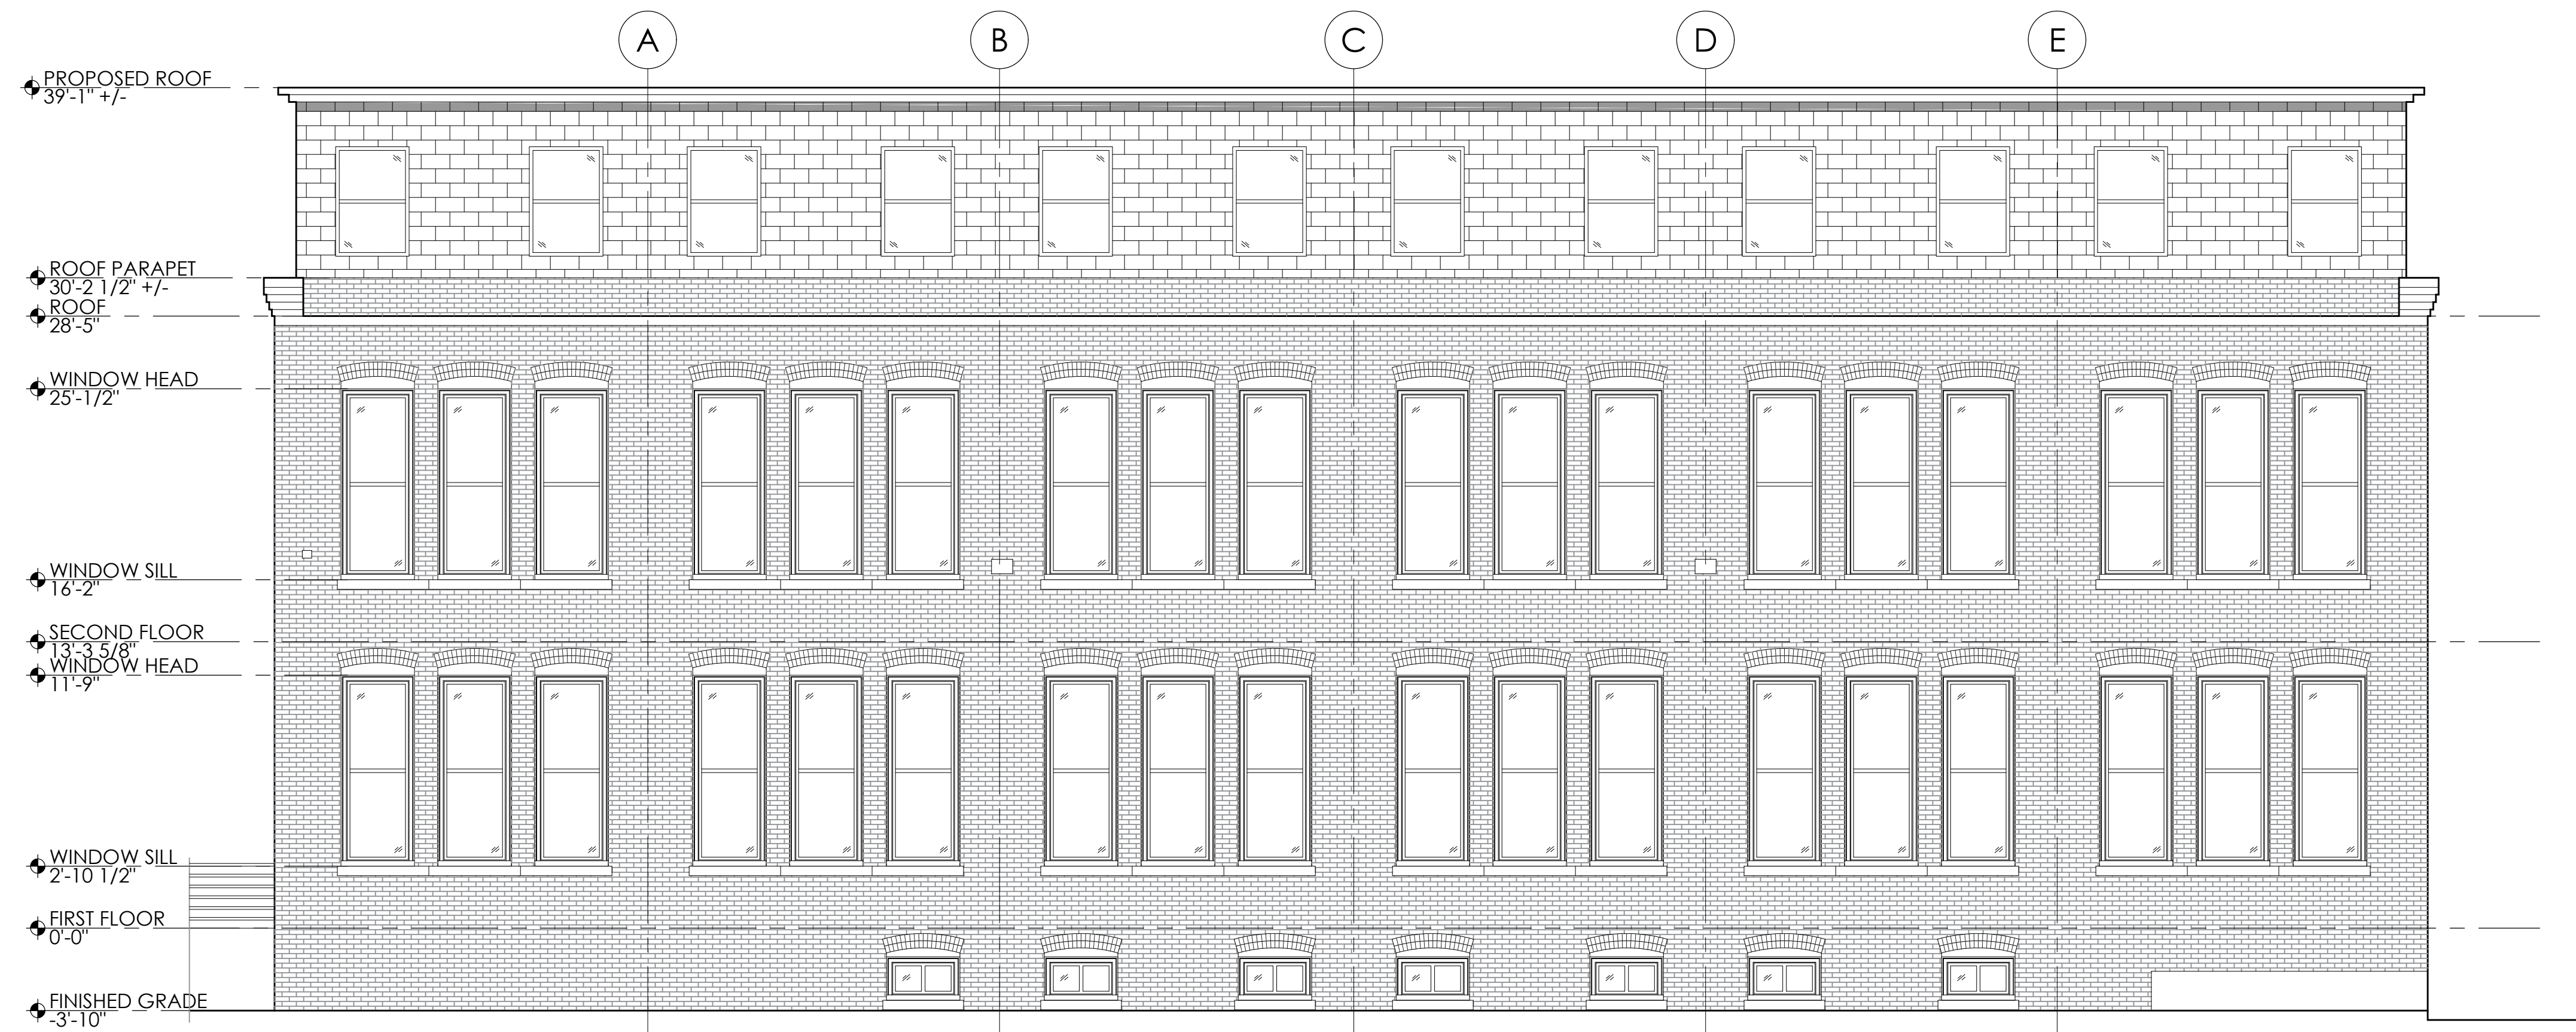 A B C D E
PROPOSED ROOF
39'-1" +/-
ROOF PARAPET
30'-2 1/2" +/-
ROOF
28'-5"
WINDOW HEAD
25'-1/2"
WINDOW SILL
16'-2"
SECOND FLOOR
13'-3 5/8"
WINDOW HEAD
11'-9"
WINDOW SILL
2'-10 1/2"
FIRST FLOOR
0'-0"
FINISHED GRADE
-3'-10"